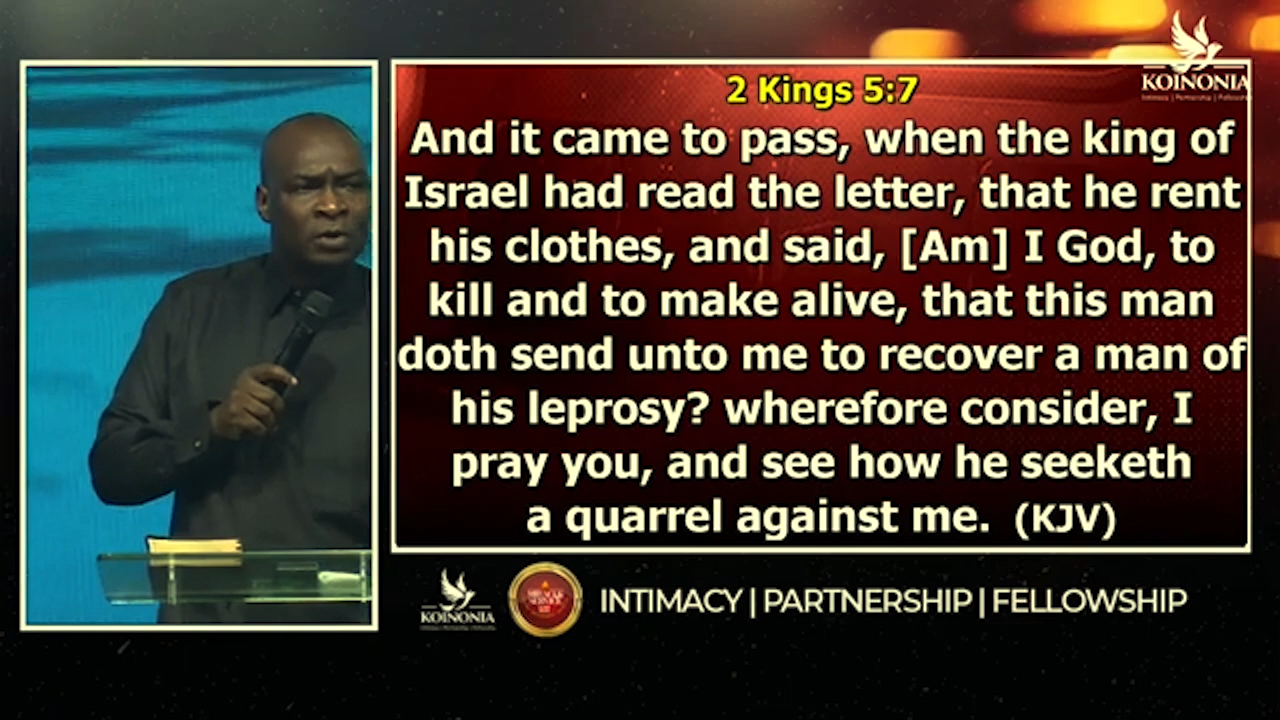 KOINONIA
2 Kings 5:7
And it came to pass, when the king of
Israel had read the letter, that he rent
his clothes, and said, [Am] I God, to
kill and to make alive, that this man
doth send unto me to recover a man of
his leprosy? wherefore consider, I
pray you, and see how he seeketh
a quarrel against me. (KJV)
KOINONIA
MIRACLE
SERVICE
INTIMACY | PARTNERSHIP | FELLOWSHIP